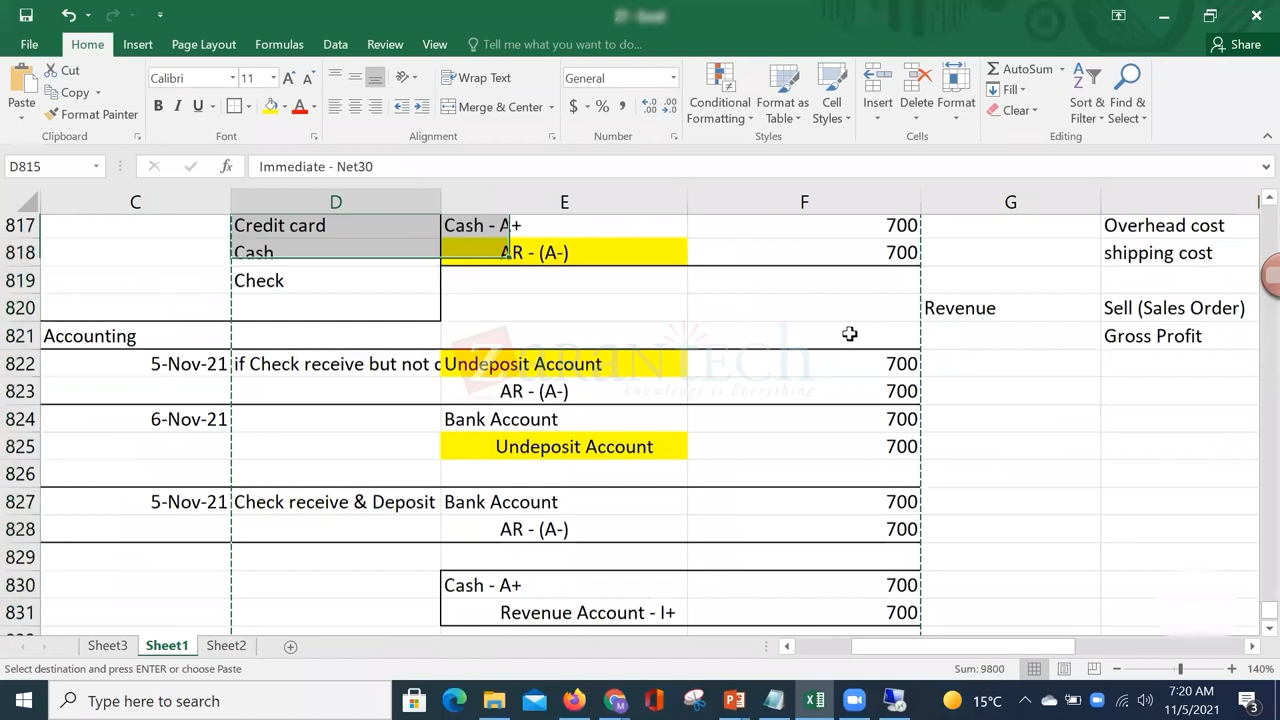 File Home Insert Page Layout Formulas Data Review View Tell me what you want to do... Share
Paste Cut Copy Format Painter Clipboard
Calibri 11 B I U Font
Wrap Text Merge & Center Alignment
General $ % Number
Conditional Formatting Format as Table Cell Styles Styles
Insert Delete Format Cells
AutoSum Fill Clear Sort & Filter Find & Select Editing
D815 fx Immediate - Net30
C D E F G
817 Credit card Cash - A+ 700 Overhead cost
818 Cash AR - (A-) 700 shipping cost
819 Check
820 Revenue Sell (Sales Order)
821 Accounting Gross Profit
822 5-Nov-21 if Check receive but not d Undeposit Account 700
823 AR - (A-) 700
824 6-Nov-21 Bank Account 700
825 Undeposit Account 700
826
827 5-Nov-21 Check receive & Deposit Bank Account 700
828 AR - (A-) 700
829
830 Cash - A+ 700
831 Revenue Account - I+ 700
zarantech
knowledge is Everything
Sheet3 Sheet1 Sheet2
Select destination and press ENTER or choose Paste Sum: 9800 140%
Type here to search 15°C 7:20 AM
11/5/2021 3